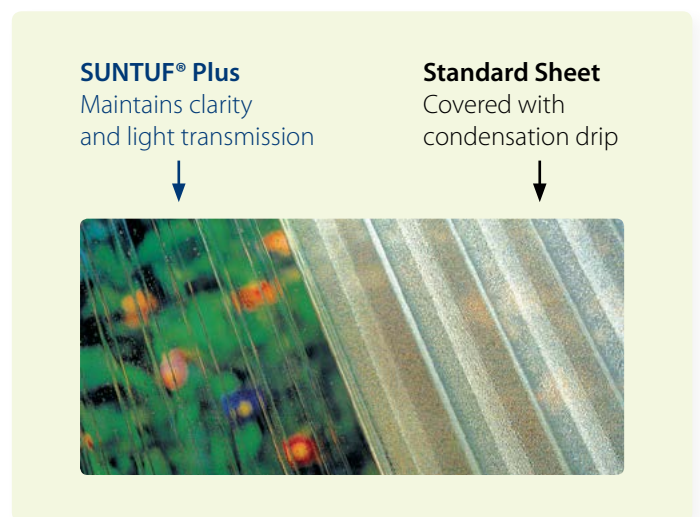 SUNTUF® Plus
Maintains clarity
and light transmission
Standard Sheet
Covered with
condensation drip